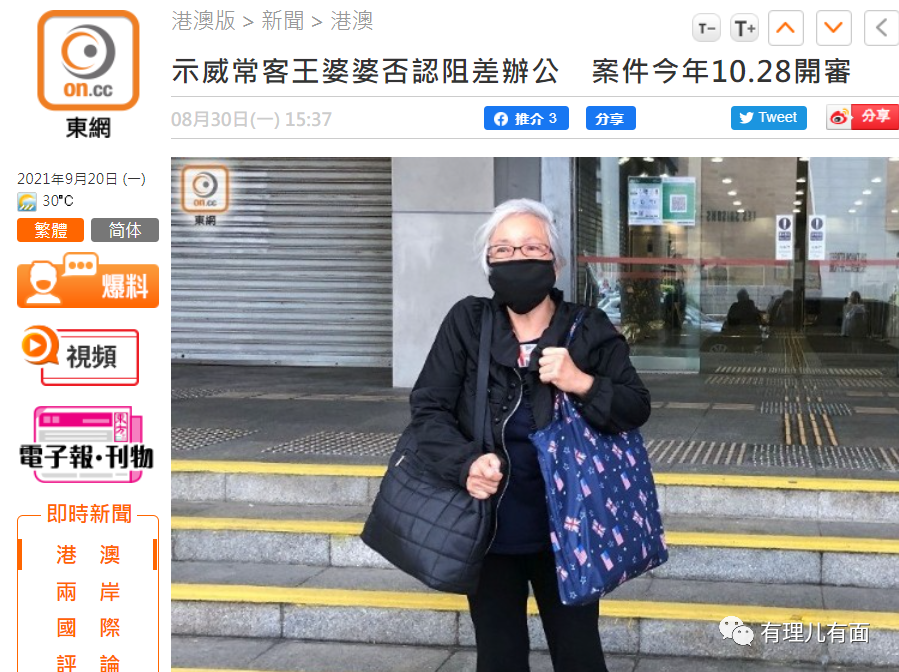 港澳版 > 新聞 > 港澳
T-
T+
on.cc
東網
示威常客王婆婆否認阻差辦公　案件今年10.28開審
08月30日(一) 15:37
推介 3
分享
Tweet
分享
2021年9月20日 (一)
30°C
繁體
简体
爆料
視頻
東方
電子報·刊物
即時新聞
港 澳
兩 岸
國 際
評 論
on.cc
東網
有理儿有面